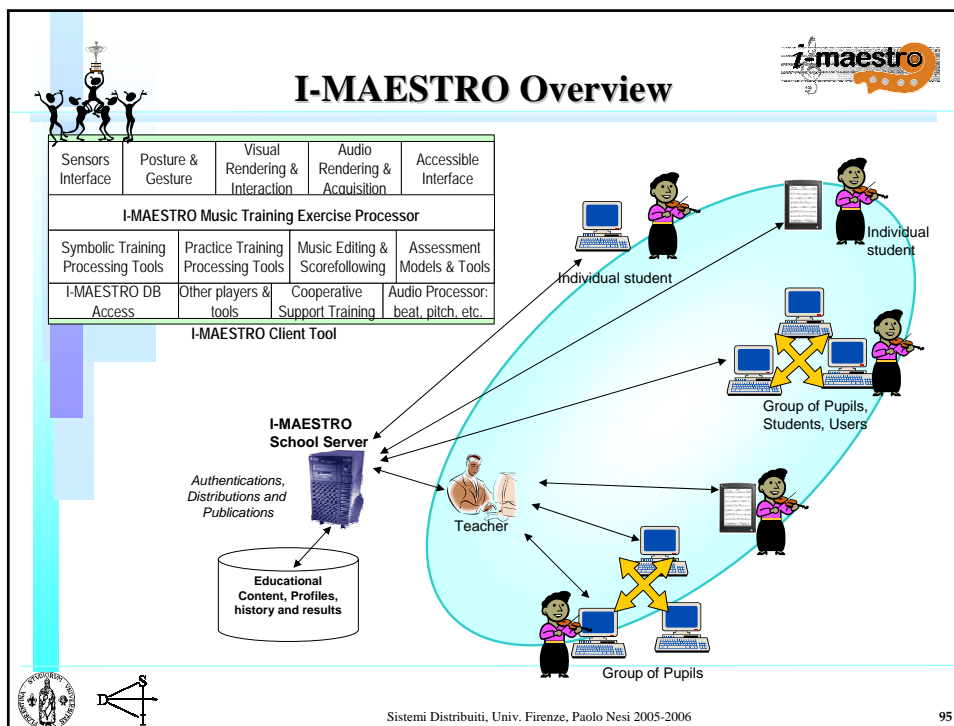 I-MAESTRO Overview
i-maestro
Sensors
Interface
Posture &
Gesture
Visual
Rendering &
Interaction
Audio
Rendering &
Acquisition
Accessible
Interface
I-MAESTRO Music Training Exercise Processor
Symbolic Training
Processing Tools
Practice Training
Processing Tools
Music Editing &
Scorefollowing
Assessment
Models & Tools
I-MAESTRO DB
Access
Other players &
tools
Cooperative
Support Training
Audio Processor:
beat, pitch, etc.
I-MAESTRO Client Tool
Individual student
Individual
student
Group of Pupils,
Students, Users
I-MAESTRO
School Server
Authentications,
Distributions and
Publications
Teacher
Educational
Content, Profiles,
history and results
Group of Pupils
D S I
Sistemi Distribuiti, Univ. Firenze, Paolo Nesi 2005-2006
95